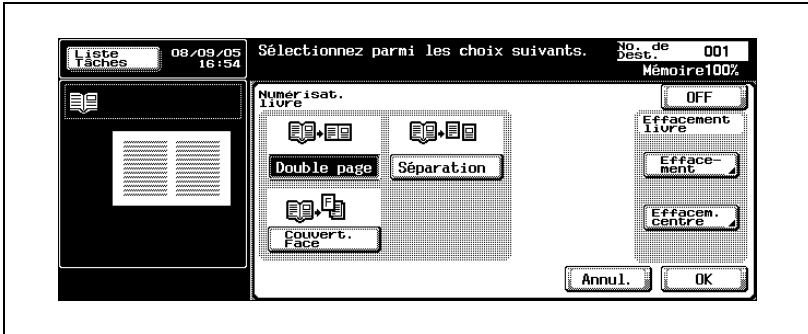 Liste
Tâches
08/09/05
16:54
Sélectionnez parmi les choix suivants.
No. de
Dest.
001
Mémoire100%
Numérisat.
livre
OFF
Effacement
livre
Double page
Séparation
Efface-
ment
F
Couvert.
Face
Effacem.
centre
Annul.
OK